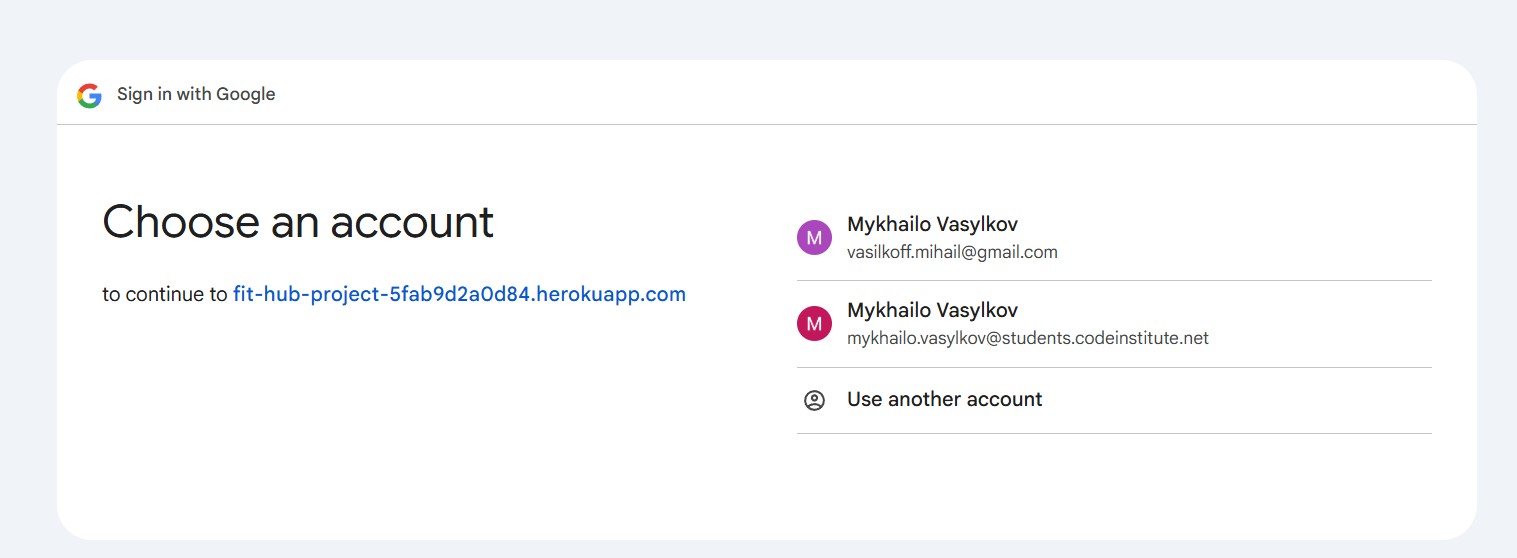 Sign in with Google
Choose an account
to continue to fit-hub-project-5fab9d2a0d84.herokuapp.com
M
Mykhailo Vasylkov
vasilkoff.mihail@gmail.com
M
Mykhailo Vasylkov
mykhailo.vasylkov@students.codeinstitute.net
Use another account